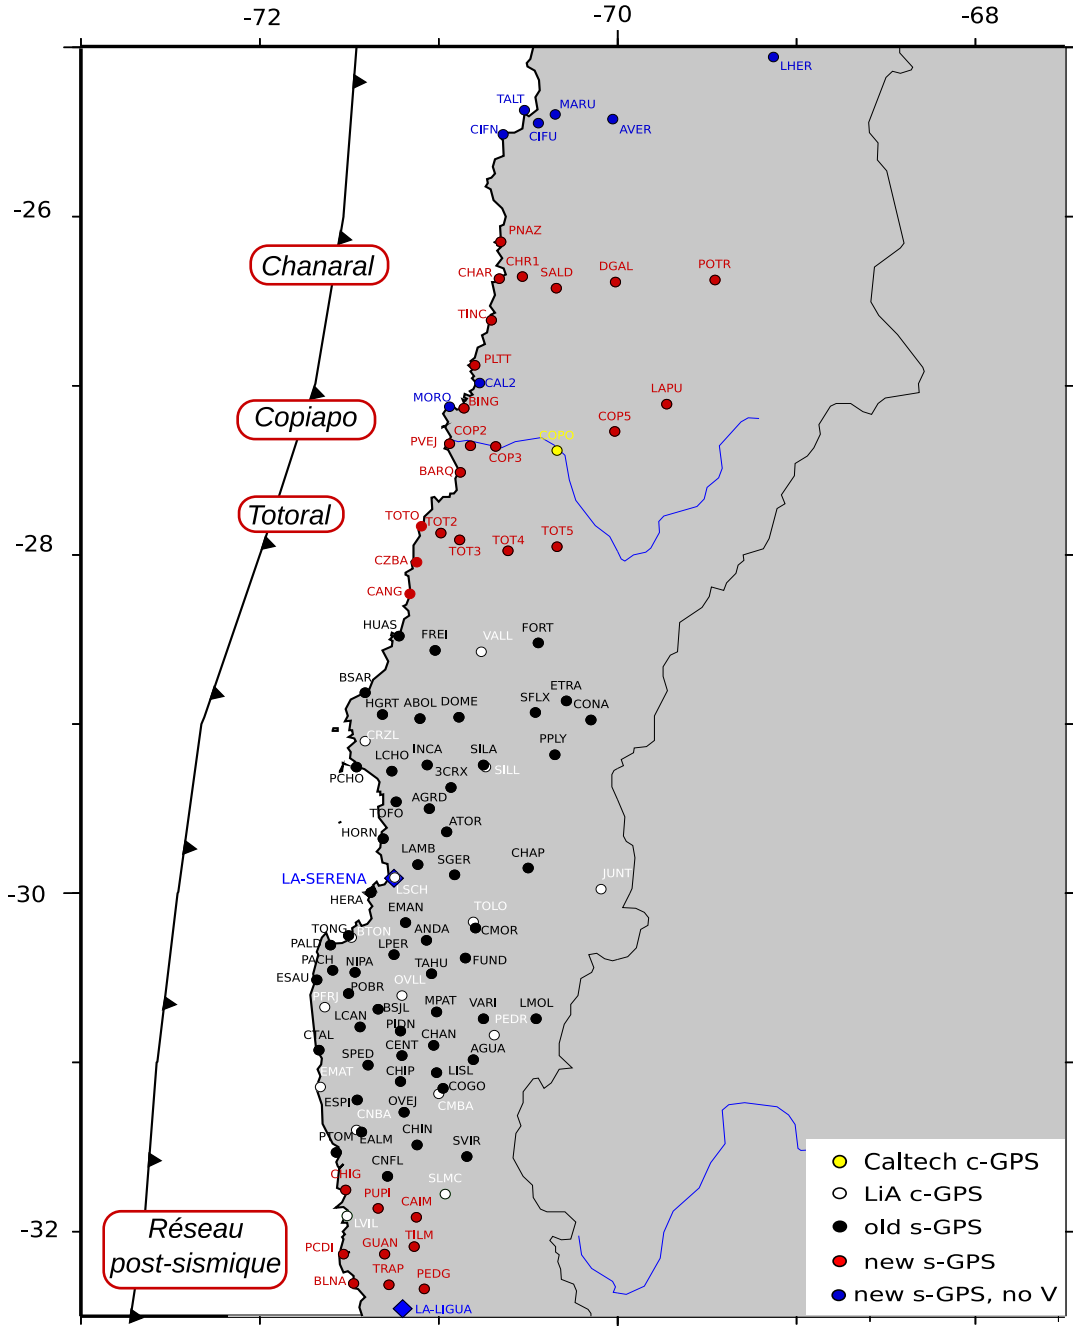 -72
-70
-68
LHER
TALT
MARU
CIFN
CIFU
AVER
-26
PNAZ
Chanaral
CHAR
CHR1
SALD
DGAL
POTR
TINC
PLTT
CAL2
MORO
BING
LAPU
Copiapo
PVEJ
COP2
COP3
COPO
COP5
BARQ
Totoral
TOTO
TOT2
TOT3
TOT4
TOT5
-28
CZBA
CANG
HUAS
FREI
VALL
FORT
BSAR
HGRT
ABOL
DOME
SFLX
ETRA
CONA
CRZL
LCHO
INCA
SILA
SILL
PPLY
PCHO
3CRX
TOFO
AGRD
HORN
ATOR
LAMB
SGER
CHAP
JUNT
LA-SERENA
LSCH
-30
HERA
EMAN
TOLO
TONG
BTON
ANDA
CMOR
PALD
LPER
PACH
NIPA
TAHU
FUND
ESAU
POBR
OVLL
PFRJ
BSJL
MPAT
VARI
LMOL
LCAN
PIDN
PEDR
CTAL
CENT
CHAN
SPED
AGUA
EMAT
CHIP
LISL
COGO
ESPI
OVEJ
CMBA
CNBA
PTOM
EALM
CHIN
SVIR
CNFL
CHIG
SLMC
PUPI
LVIL
CAIM
-32
Réseau
post-sismique
PCDI
GUAN
TILM
BLNA
TRAP
PEDG
LA-LIGUA
Caltech c-GPS
LiA c-GPS
old s-GPS
new s-GPS
new s-GPS, no V